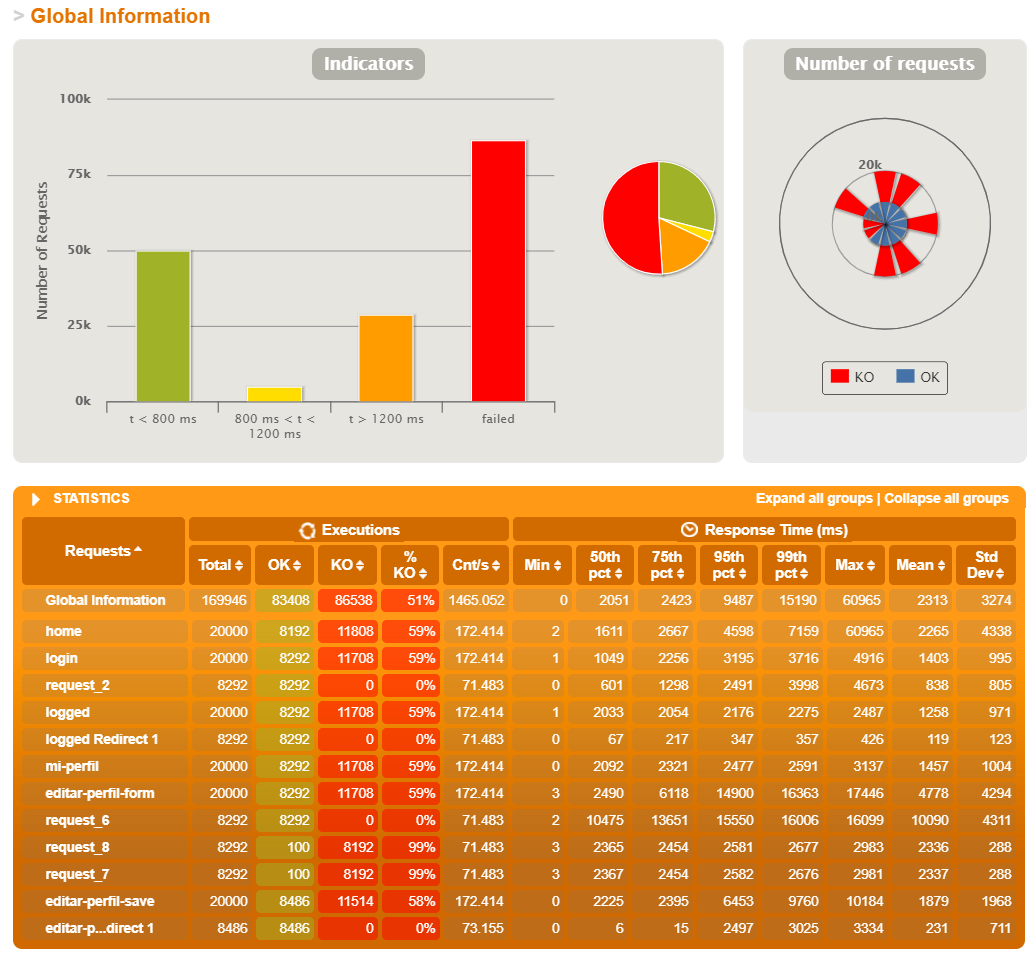 > Global Information
Indicators
Number of requests
100k
75k
50k
25k
0k
Number of Requests
t < 800 ms
800 ms < t <
1200 ms
t > 1200 ms
failed
20k
KO OK
STATISTICS Expand all groups | Collapse all groups
Requests Executions Response Time (ms)
Total OK KO % KO Cnt/s Min 50th pct 75th pct 95th pct 99th pct Max Mean Std Dev
Global Information 169946 83408 86538 51% 1465.052 0 2051 2423 9487 15190 60965 2313 3274
home 20000 8192 11808 59% 172.414 2 1611 2667 4598 7159 60965 2265 4338
login 20000 8292 11708 59% 172.414 1 1049 2256 3195 3716 4916 1403 995
request_2 8292 8292 0 0% 71.483 0 601 1298 2491 3998 4673 838 805
logged 20000 8292 11708 59% 172.414 1 2033 2054 2176 2275 2487 1258 971
logged Redirect 1 8292 8292 0 0% 71.483 0 67 217 347 357 426 119 123
mi-perfil 20000 8292 11708 59% 172.414 0 2092 2321 2477 2591 3137 1457 1004
editar-perfil-form 20000 8292 11708 59% 172.414 3 2490 6118 14900 16363 17446 4778 4294
request_6 8292 8292 0 0% 71.483 2 10475 13651 15550 16006 16099 10090 4311
request_8 8292 100 8192 99% 71.483 3 2365 2454 2581 2677 2983 2336 288
request_7 8292 100 8192 99% 71.483 3 2367 2454 2582 2676 2981 2337 288
editar-perfil-save 20000 8486 11514 58% 172.414 0 2225 2395 6453 9760 10184 1879 1968
editar-p...direct 1 8486 8486 0 0% 73.155 0 6 15 2497 3025 3334 231 711